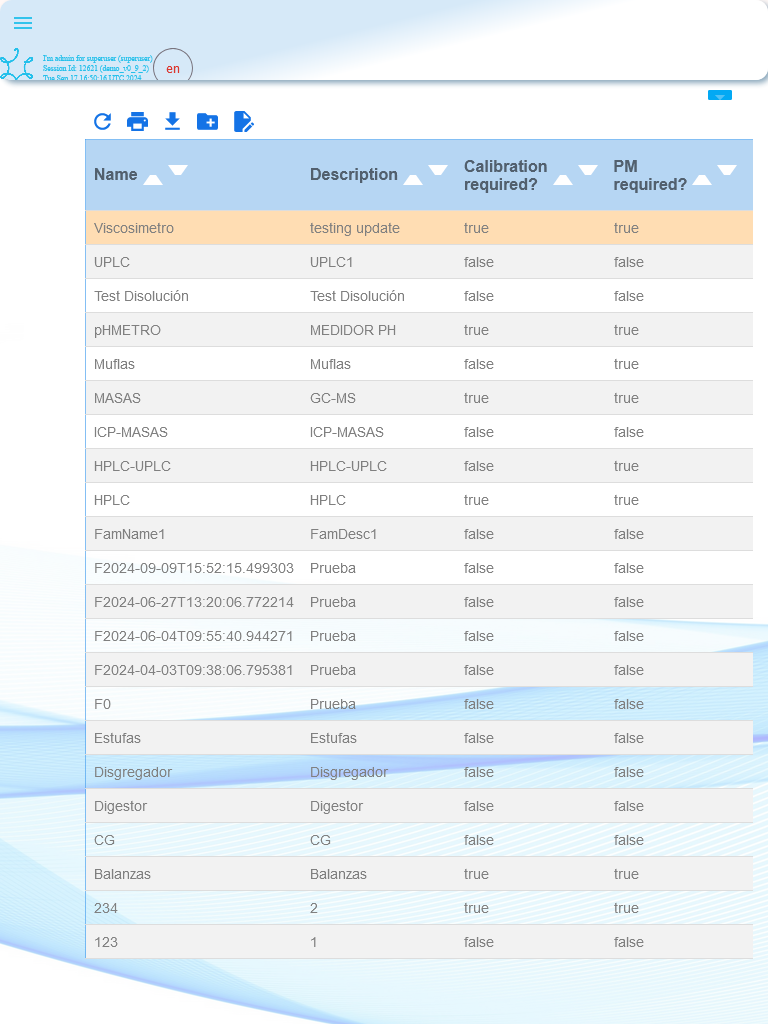 I'm admin for superuser (superuser)
Session Id: 12621 (demo_v0_9_2)
Tue Sep 17 16:50:16 UTC 2024
en
Name Description Calibration required? PM required?
Viscosimetro testing update true true
UPLC UPLC1 false false
Test Disolución Test Disolución false false
pHMETRO MEDIDOR PH true true
Muflas Muflas false true
MASAS GC-MS true true
ICP-MASAS ICP-MASAS false false
HPLC-UPLC HPLC-UPLC false true
HPLC HPLC true true
FamName1 FamDesc1 false false
F2024-09-09T15:52:15.499303 Prueba false false
F2024-06-27T13:20:06.772214 Prueba false false
F2024-06-04T09:55:40.944271 Prueba false false
F2024-04-03T09:38:06.795381 Prueba false false
F0 Prueba false false
Estufas Estufas false false
Disgregador Disgregador false false
Digestor Digestor false false
CG CG false false
Balanzas Balanzas true true
234 2 true true
123 1 false false